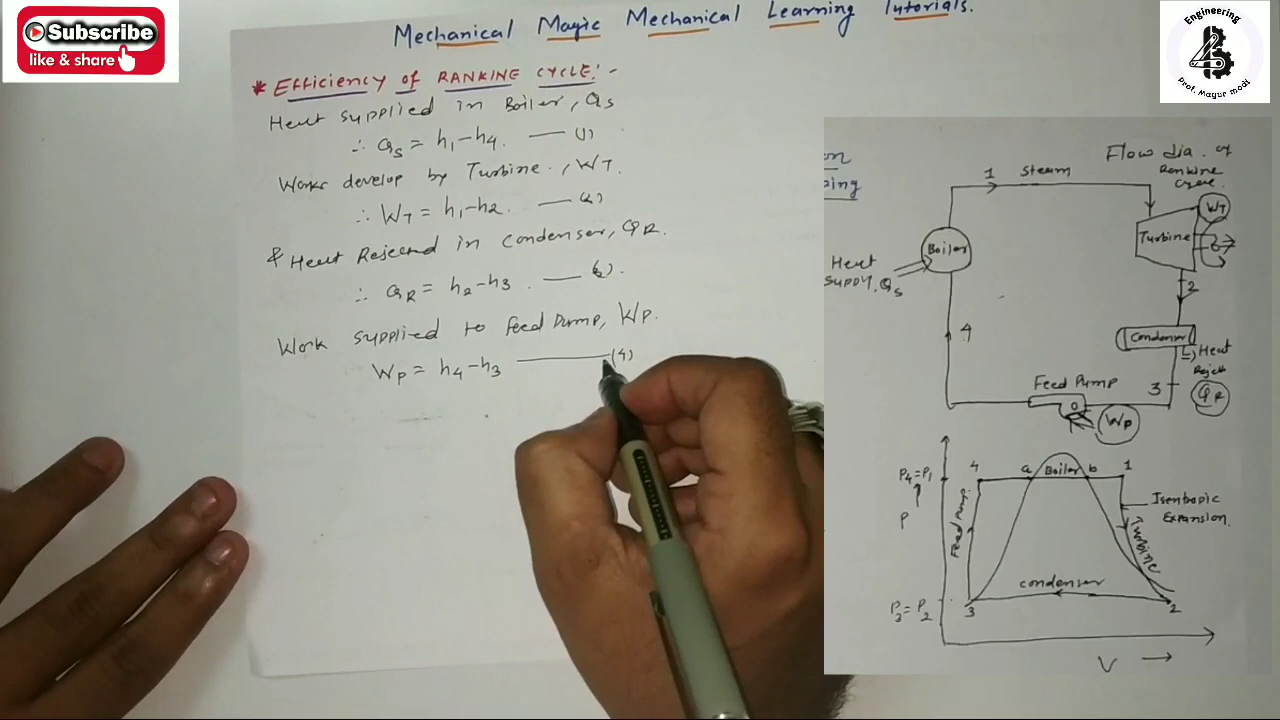 Subscribe
like & share
Mechanical Magic Mechanical Learning Tutorials.
Engineering
Prof. Mayur modi
* Efficiency of RANKINE CYCLE:-
Heat supplied in Boiler, Qs
∴ Qs = h1-h4. — (1)
Work develop by Turbine., WT.
∴ WT = h1-h2. — (2)
& Heat Rejected in Condenser, QR.
∴ QR = h2-h3. — (3)
Work supplied to feed Pump, WP.
WP = h4-h3 — (4)
Flow dia. of
Rankine
cycle.
1 Steam
WT
Turbine
Boiler
Heat
supply, Qs
2
Condenser
Heat
Reject
QR
4
3
Feed Pump
WP
P4=P1
4 a Boiler b 1
P
Feed Pump
Isentropic
Expansion.
Turbine
condenser
P3=P2
3
2
V